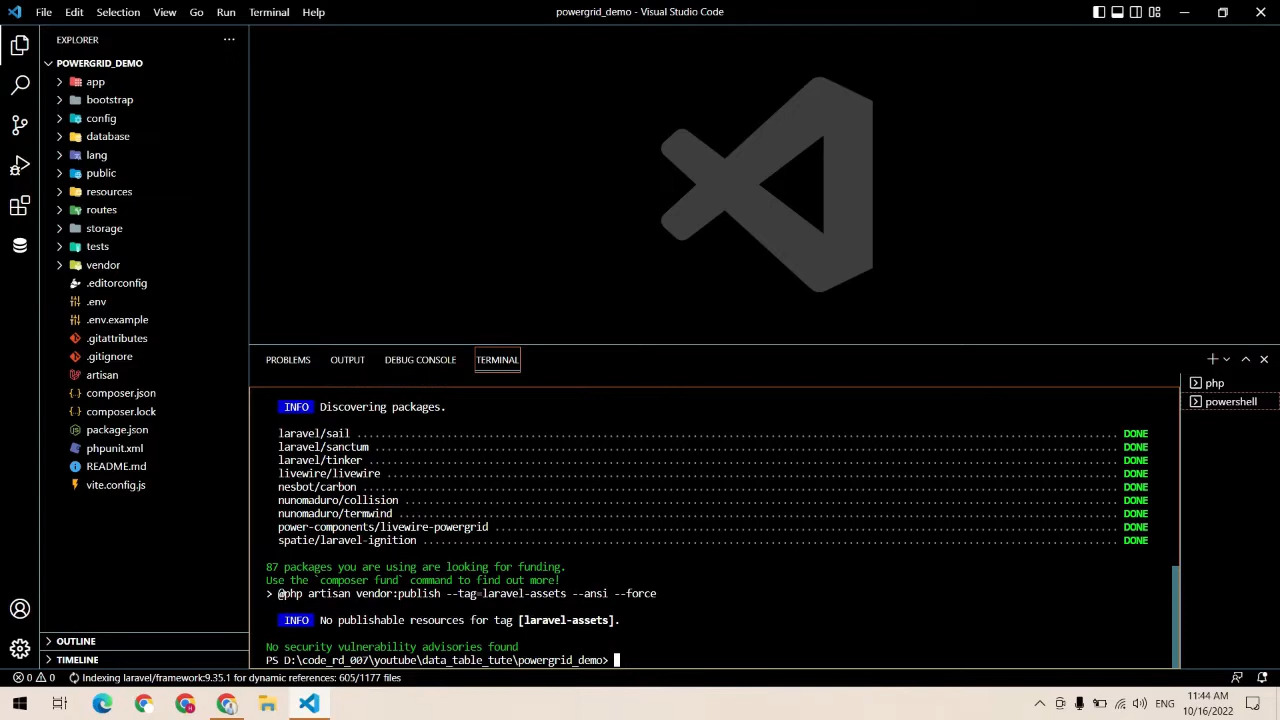 File Edit Selection View Go Run Terminal Help
powergrid_demo - Visual Studio Code
EXPLORER
POWERGRID_DEMO
app
bootstrap
config
database
lang
public
resources
routes
storage
tests
vendor
.editorconfig
.env
.env.example
.gitattributes
.gitignore
artisan
composer.json
composer.lock
package.json
phpunit.xml
README.md
vite.config.js
OUTLINE
TIMELINE
PROBLEMS OUTPUT DEBUG CONSOLE TERMINAL
php
powershell
INFO Discovering packages.
laravel/sail ........ DONE
laravel/sanctum ........ DONE
laravel/tinker ........ DONE
livewire/livewire ........ DONE
nesbot/carbon ........ DONE
nunomaduro/collision ........ DONE
nunomaduro/termwind ........ DONE
power-components/livewire-powergrid ........ DONE
spatie/laravel-ignition ........ DONE
87 packages you are using are looking for funding.
Use the `composer fund` command to find out more!
> @php artisan vendor:publish --tag=laravel-assets --ansi --force
INFO No publishable resources for tag [laravel-assets].
No security vulnerability advisories found
PS D:\code_rd_007\youtube\data_table_tute\powergrid_demo>
0 0 Indexing laravel/framework:9.35.1 for dynamic references: 605/1177 files
ENG
11:44 AM
10/16/2022